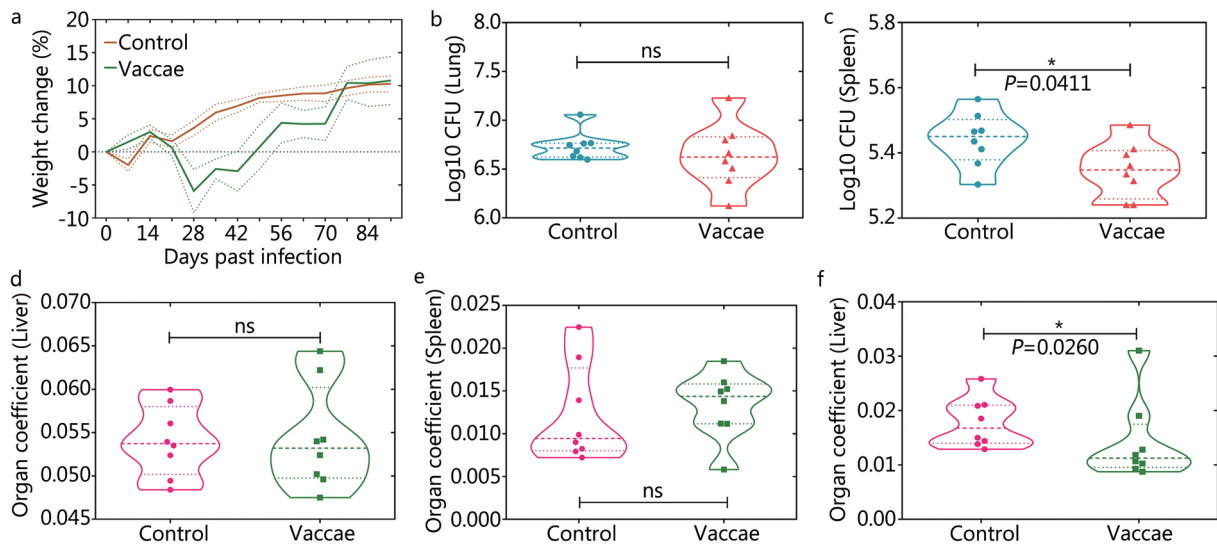 a
Weight change (%)
20
15
10
5
0
-5
-10
Control
Vaccae
0 14 28 42 56 70 84
Days past infection
b
Log10 CFU (Lung)
8.0
7.5
7.0
6.5
6.0
ns
Control Vaccae
c
Log10 CFU (Spleen)
5.8
5.6
5.4
5.2
*
P=0.0411
Control Vaccae
d
Organ coefficient (Liver)
0.070
0.065
0.060
0.055
0.050
0.045
ns
Control Vaccae
e
Organ coefficient (Spleen)
0.025
0.020
0.015
0.010
0.005
0.000
ns
Control Vaccae
f
Organ coefficient (Liver)
0.04
0.03
0.02
0.01
0.00
*
P=0.0260
Control Vaccae